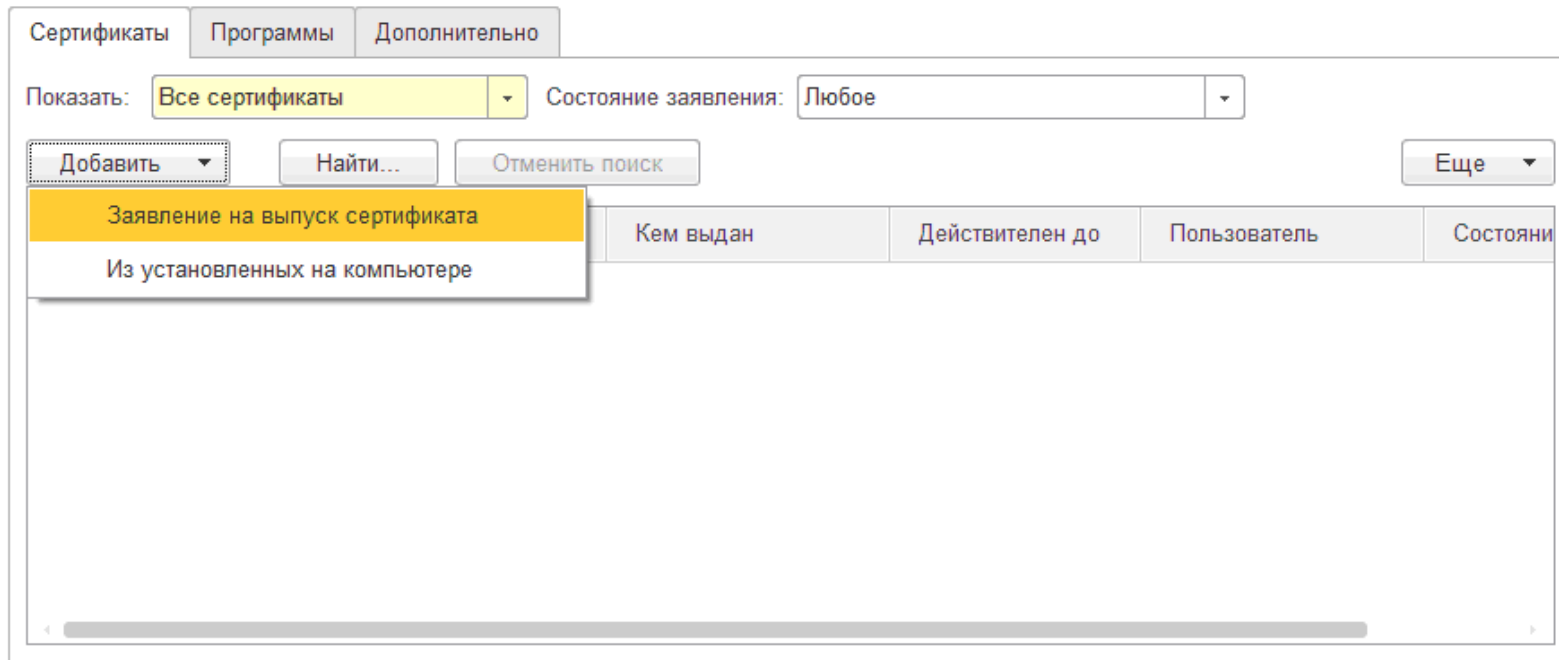 Сертификаты Программы Дополнительно
Показать: Все сертификаты Состояние заявления: Любое
Добавить Найти... Отменить поиск Еще
Заявление на выпуск сертификата
Кем выдан Действителен до Пользователь Состояни
Из установленных на компьютере